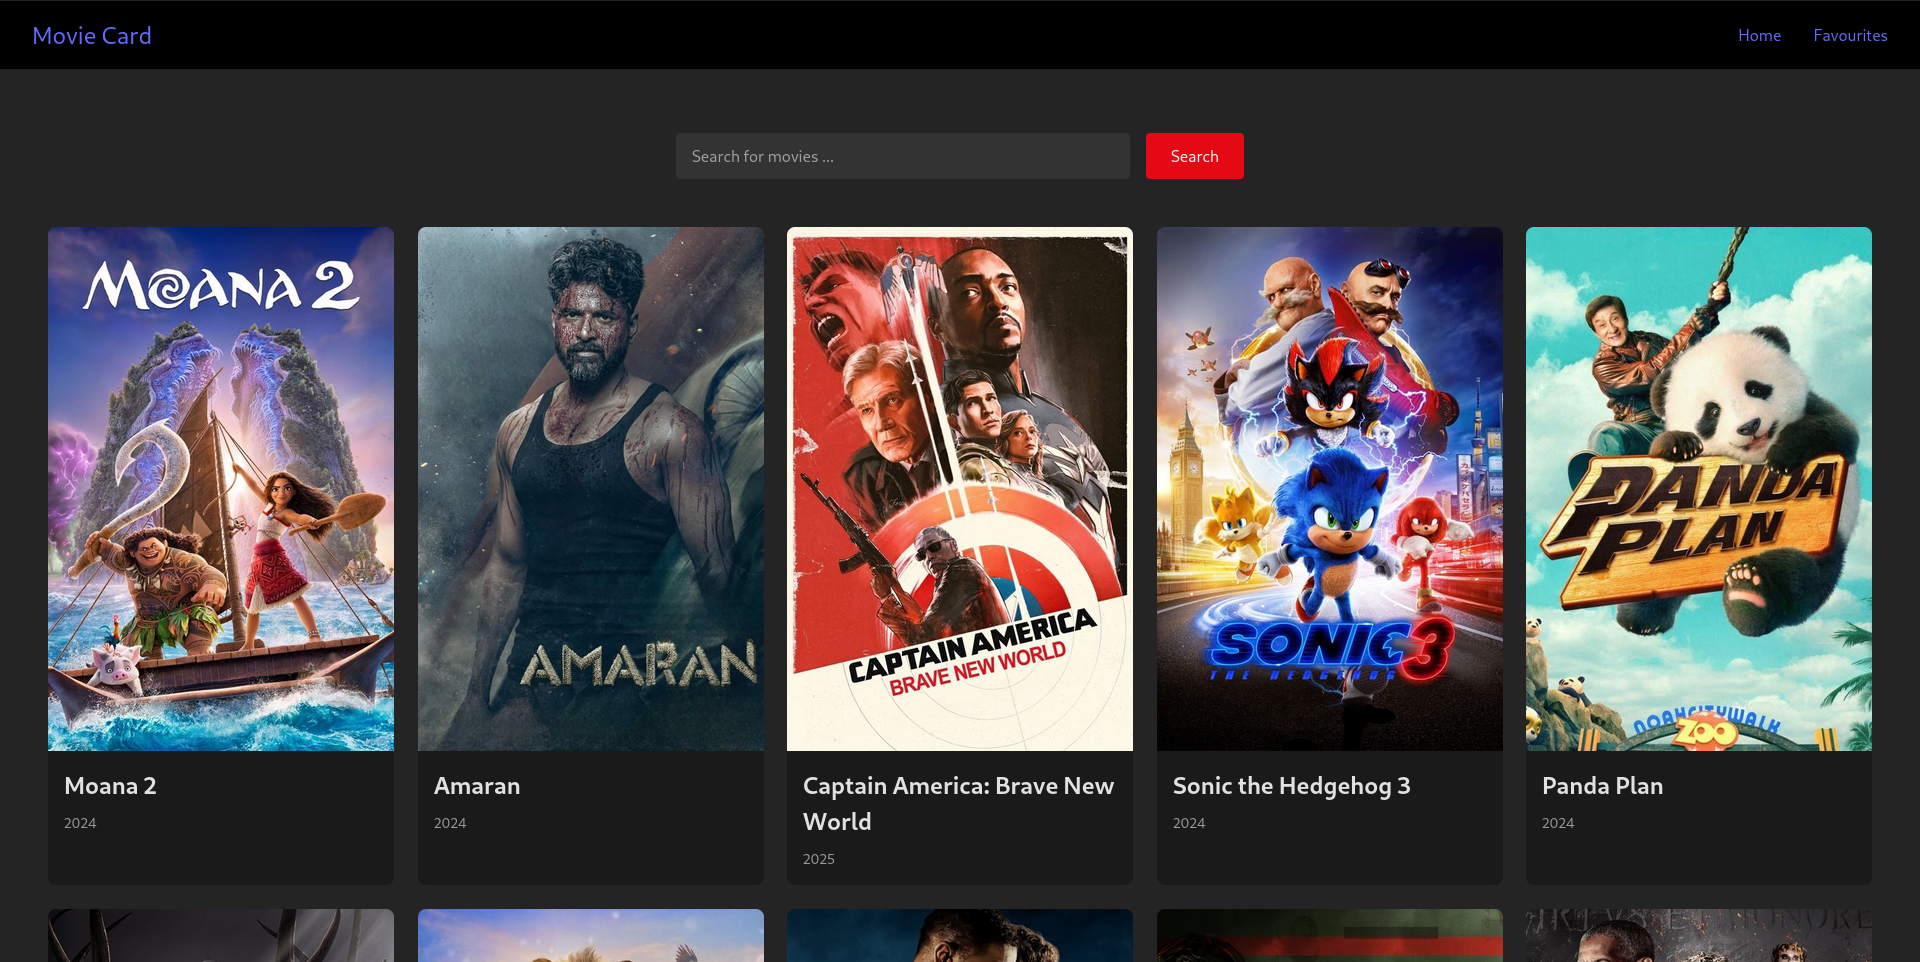 Movie Card
Home
Favourites
Search for movies ...
Search
MOANA 2
AMARAN
CAPTAIN AMERICA
BRAVE NEW WORLD
SONIC 3
THE HEDGEHOG
PANDA
PLAN
NOAH CITYWALK
ZOO
Moana 2
Amaran
Captain America: Brave New
World
Sonic the Hedgehog 3
Panda Plan
2024
2024
2025
2024
2024